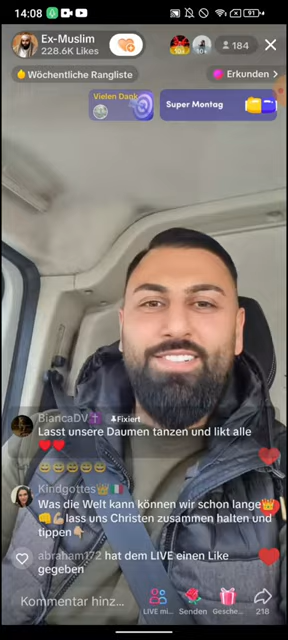 14:08
91
Ex-Muslim
228.6K Likes
184
Wöchentliche Rangliste
Erkunden >
Vielen Dank
Super Montag
BiancaDV✝️ Fixiert
Lasst unsere Daumen tanzen und likt alle
❤️❤️
😂😂😂😂😂
Kindgottes👑 🇮🇹
Was die Welt kann können wir schon lange👑
👊💪🏼lass uns Christen zusammen halten und
tippen👇🏼
abraham172 hat dem LIVE einen Like
gegeben
Kommentar hinz...
LIVE mi...
Senden
Gesche...
218